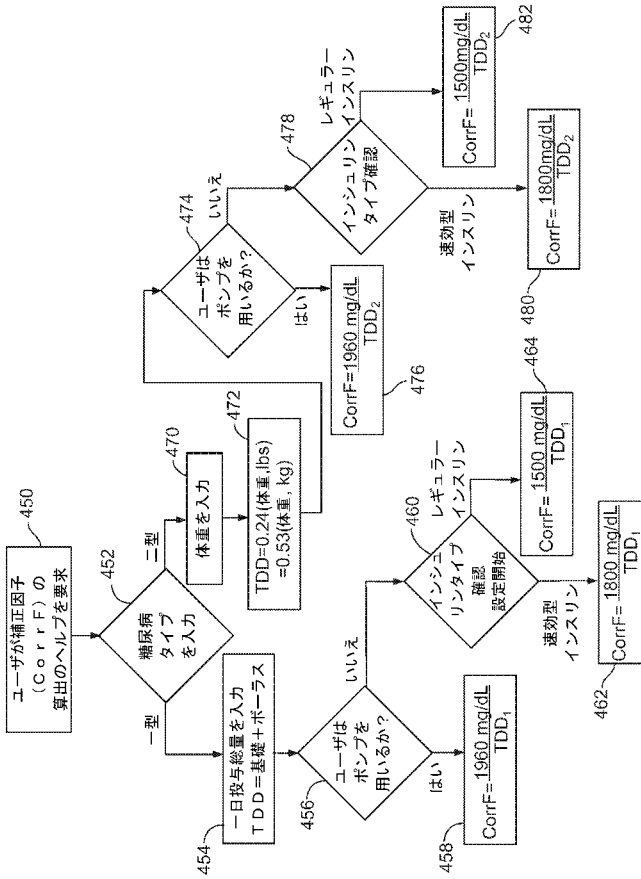 450
ユーザが補正因子
(CorrF)の
算出のヘルプを要求
452
糖尿病
タイプ
を入力
一型
二型
454
一日投与総量を入力
TDD=基礎+ボーラス
456
ユーザは
ポンプを
用いるか?
はい
いいえ
458
CorrF=1960 mg/dL
TDD1
460
インシュ
リンタイプ
確認
設定開始
速効型
インスリン
レギュラー
インスリン
462
CorrF=1800 mg/dL
TDD1
464
CorrF=1500 mg/dL
TDD1
470
体重を入力
472
TDD=0.24(体重,lbs)
=0.53(体重, kg)
474
ユーザは
ポンプを
用いるか?
はい
いいえ
476
CorrF=1960 mg/dL
TDD2
478
インシュリン
タイプ確認
速効型
インスリン
レギュラー
インスリン
480
CorrF=1800mg/dL
TDD2
482
CorrF=1500mg/dL
TDD2